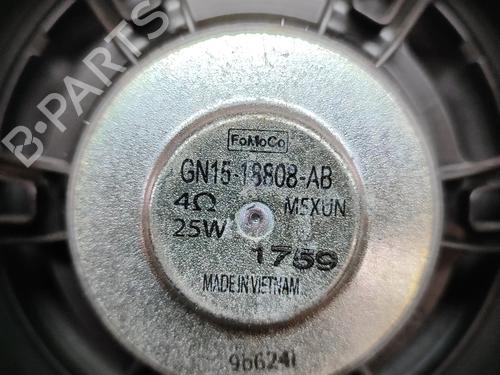 B-PARTS
FoMoCo
GN15-18808-AB
4Ω M5XUN
25W
1759
MADE IN VIETNAM
966241